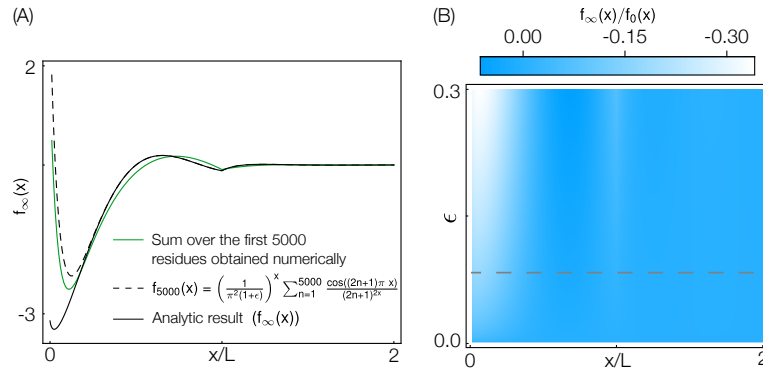 (A)
2
f∞(x)
-3
0
x/L
2
Sum over the first 5000
residues obtained numerically
f5000(x) = (1/π²(1+ϵ))^x ∑_{n=1}^{5000} cos((2n+1)π x)/(2n+1)^{2x}
Analytic result (f∞(x))
(B)
f∞(x)/f0(x)
0.00 -0.15 -0.30
0.3
ϵ
0.0
0
x/L
2